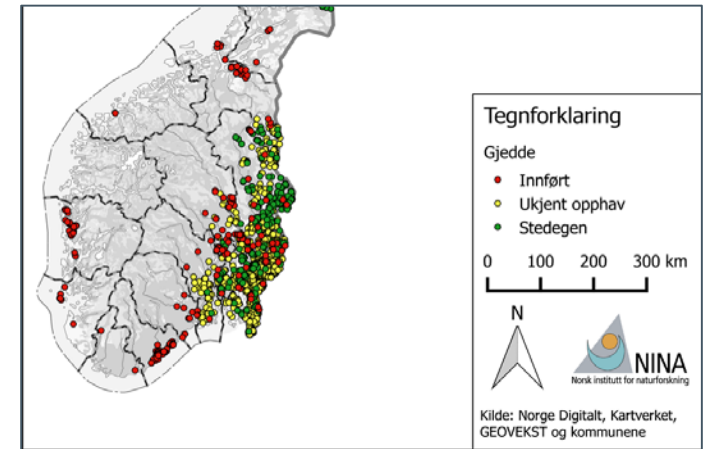 Tegnforklaring
Gjedde
Innført
Ukjent opphav
Stedegen
0 100 200 300 km
N
NINA
Norsk institutt for naturforskning
Kilde: Norge Digitalt, Kartverket,
GEOVEKST og kommunene